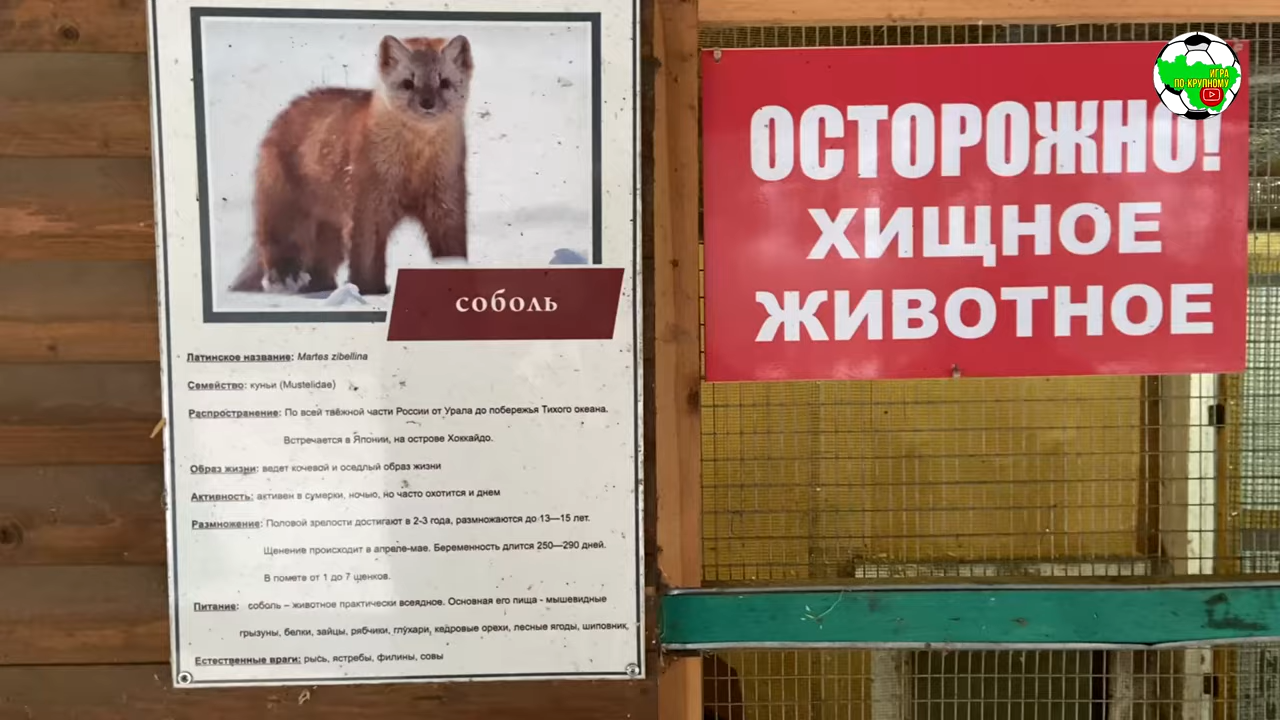 соболь
Латинское название: Martes zibellina
Семейство: куньи (Mustelidae)
Распространение: По всей таёжной части России от Урала до побережья Тихого океана.
Встречается в Японии, на острове Хоккайдо.
Образ жизни: ведет кочевой и оседлый образ жизни
Активность: активен в сумерки, ночью, но часто охотится и днем
Размножение: Половой зрелости достигают в 2-3 года, размножаются до 13—15 лет.
Щенение происходит в апреле-мае. Беременность длится 250—290 дней.
В помете от 1 до 7 щенков.
Питание: соболь – животное практически всеядное. Основная его пища - мышевидные
грызуны, белки, зайцы, рябчики, глухари, кедровые орехи, лесные ягоды, шиповник,
Естественные враги: рысь, ястребы, филины, совы
ОСТОРОЖНО!
ХИЩНОЕ
ЖИВОТНОЕ
ИГРА
ПО КРУПНОМУ